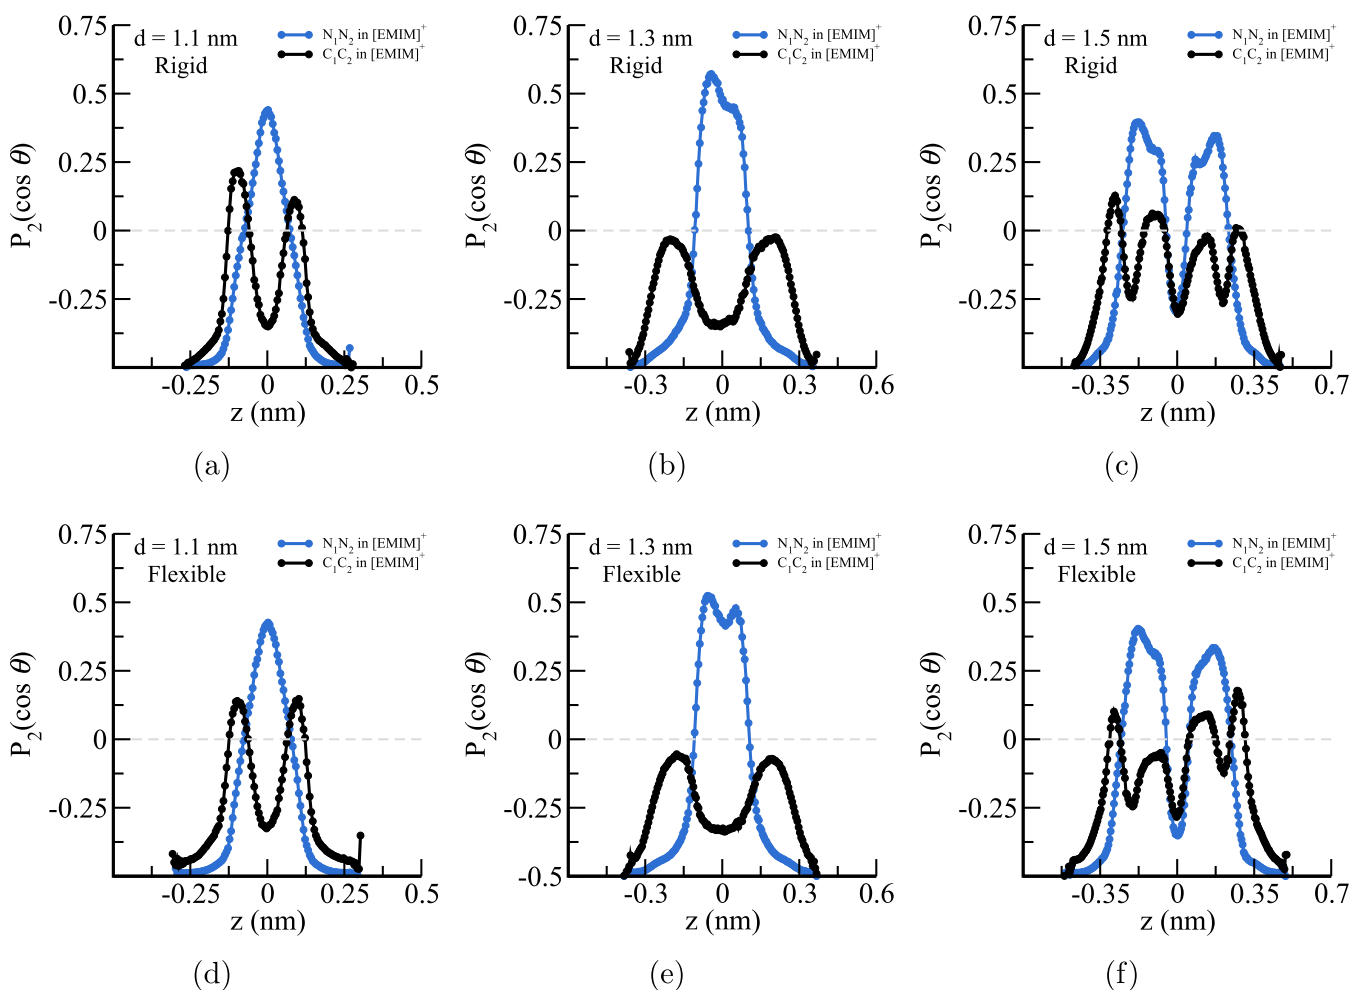 0.75
d = 1.1 nm
Rigid
N1N2 in [EMIM]+
C1C2 in [EMIM]+
0.5
0.25
0
-0.25
P2(cos θ)
-0.25 0 0.25 0.5
z (nm)
(a)
0.75
d = 1.3 nm
Rigid
N1N2 in [EMIM]+
C1C2 in [EMIM]+
0.5
0.25
0
-0.25
P2(cos θ)
-0.3 0 0.3 0.6
z (nm)
(b)
0.75
d = 1.5 nm
Rigid
N1N2 in [EMIM]+
C1C2 in [EMIM]+
0.5
0.25
0
-0.25
P2(cos θ)
-0.35 0 0.35 0.7
z (nm)
(c)
0.75
d = 1.1 nm
Flexible
N1N2 in [EMIM]+
C1C2 in [EMIM]+
0.5
0.25
0
-0.25
P2(cos θ)
-0.25 0 0.25 0.5
z (nm)
(d)
0.75
d = 1.3 nm
Flexible
N1N2 in [EMIM]+
C1C2 in [EMIM]+
0.5
0.25
0
-0.25
-0.5
P2(cos θ)
-0.3 0 0.3 0.6
z (nm)
(e)
0.75
d = 1.5 nm
Flexible
N1N2 in [EMIM]+
C1C2 in [EMIM]+
0.5
0.25
0
-0.25
P2(cos θ)
-0.35 0 0.35 0.7
z (nm)
(f)